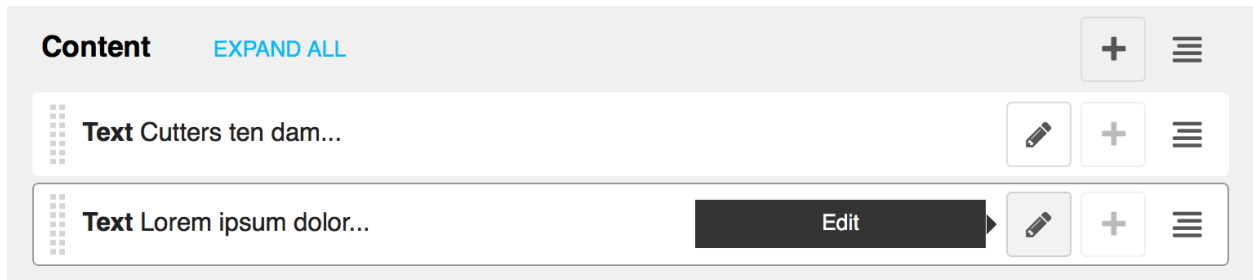 Content EXPAND ALL
Text Cutters ten dam...
Text Lorem ipsum dolor... Edit